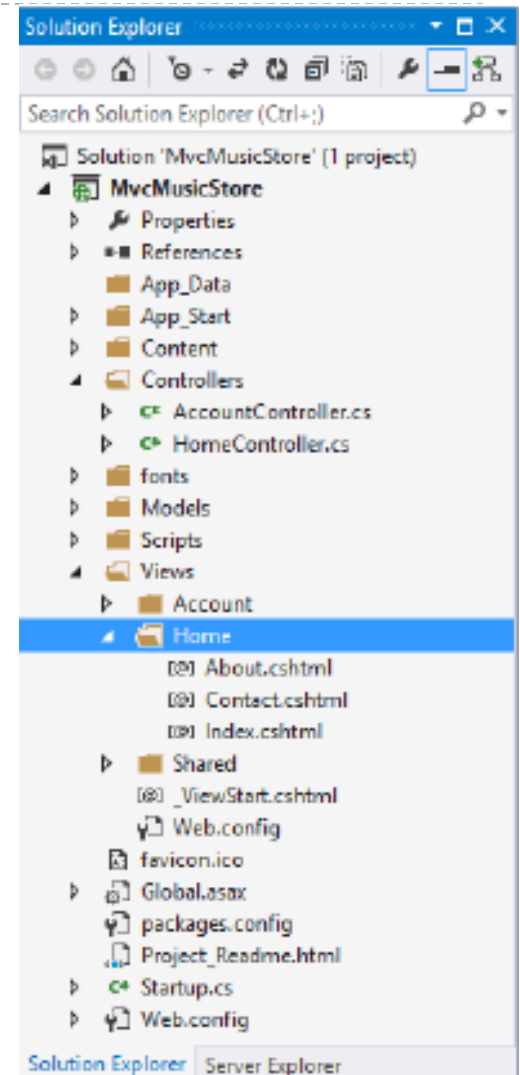 Solution Explorer
Search Solution Explorer (Ctrl+;)
Solution 'MvcMusicStore' (1 project)
MvcMusicStore
Properties
References
App_Data
App_Start
Content
Controllers
C# AccountController.cs
C# HomeController.cs
fonts
Models
Scripts
Views
Account
Home
[@] About.cshtml
[@] Contact.cshtml
[@] Index.cshtml
Shared
[@] _ViewStart.cshtml
Web.config
favicon.ico
Global.asax
packages.config
Project_Readme.html
C# Startup.cs
Web.config
Solution Explorer Server Explorer